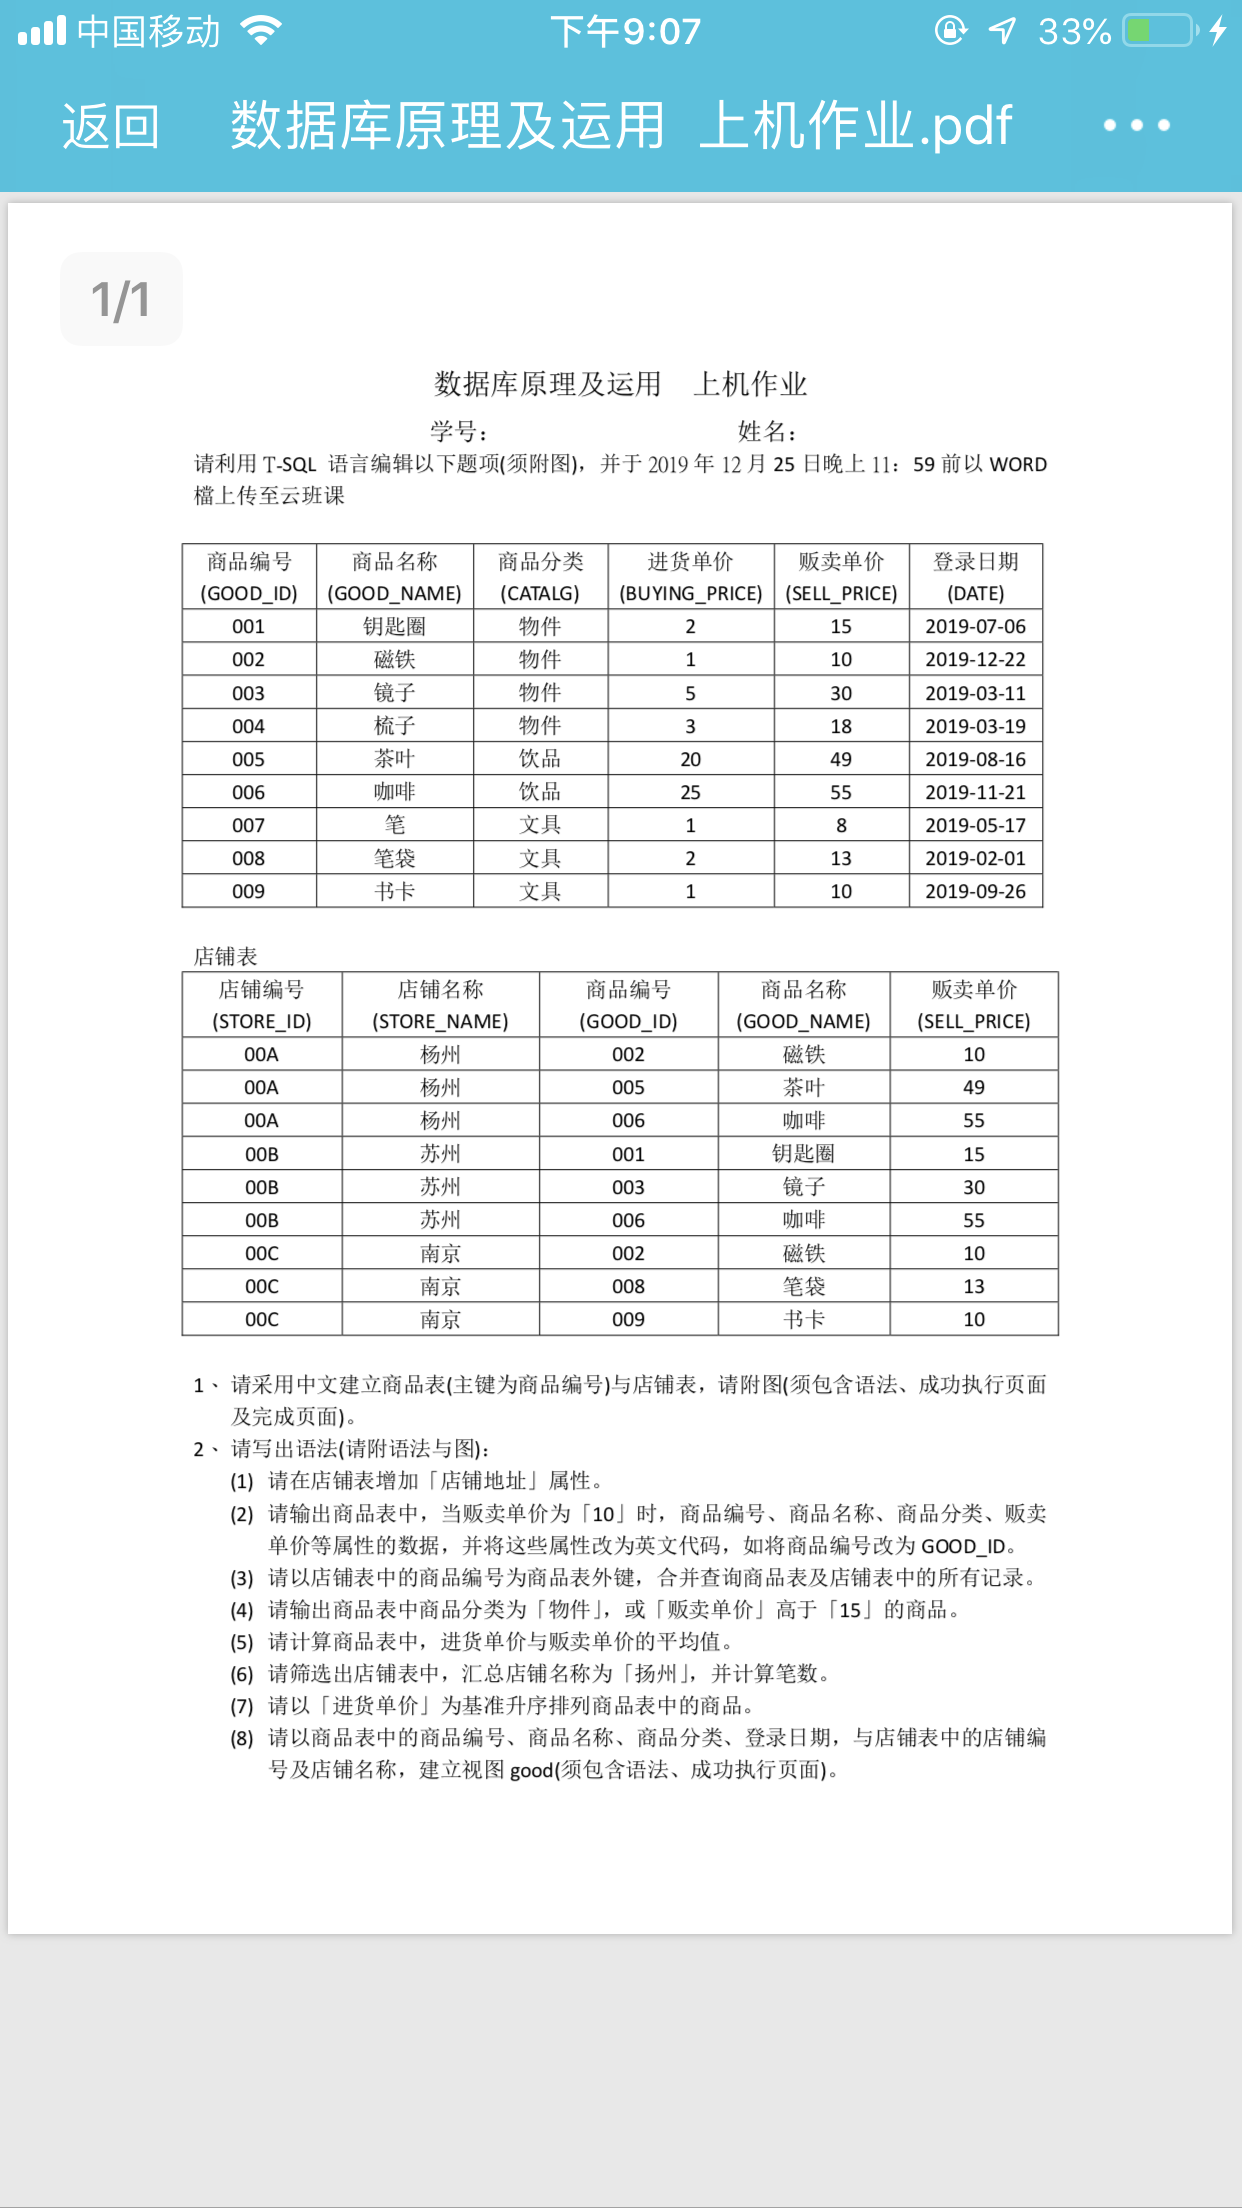 中国移动 下午9:07 33%
返回 数据库原理及运用 上机作业.pdf
1/1
数据库原理及运用 上机作业
学号： 姓名：
请利用 T-SQL 语言编辑以下题项(须附图)，并于 2019 年 12 月 25 日晚上 11：59 前以 WORD
檔上传至云班课
商品编号 商品名称 商品分类 进货单价 贩卖单价 登录日期
(GOOD_ID) (GOOD_NAME) (CATALG) (BUYING_PRICE) (SELL_PRICE) (DATE)
001 钥匙圈 物件 2 15 2019-07-06
002 磁铁 物件 1 10 2019-12-22
003 镜子 物件 5 30 2019-03-11
004 梳子 物件 3 18 2019-03-19
005 茶叶 饮品 20 49 2019-08-16
006 咖啡 饮品 25 55 2019-11-21
007 笔 文具 1 8 2019-05-17
008 笔袋 文具 2 13 2019-02-01
009 书卡 文具 1 10 2019-09-26
店铺表
店铺编号 店铺名称 商品编号 商品名称 贩卖单价
(STORE_ID) (STORE_NAME) (GOOD_ID) (GOOD_NAME) (SELL_PRICE)
00A 杨州 002 磁铁 10
00A 杨州 005 茶叶 49
00A 杨州 006 咖啡 55
00B 苏州 001 钥匙圈 15
00B 苏州 003 镜子 30
00B 苏州 006 咖啡 55
00C 南京 002 磁铁 10
00C 南京 008 笔袋 13
00C 南京 009 书卡 10
1、请采用中文建立商品表(主键为商品编号)与店铺表，请附图(须包含语法、成功执行页面
及完成页面)。
2、请写出语法(请附语法与图)：
(1) 请在店铺表增加「店铺地址」属性。
(2) 请输出商品表中，当贩卖单价为「10」时，商品编号、商品名称、商品分类、贩卖
单价等属性的数据，并将这些属性改为英文代码，如将商品编号改为 GOOD_ID。
(3) 请以店铺表中的商品编号为商品表外键，合并查询商品表及店铺表中的所有记录。
(4) 请输出商品表中商品分类为「物件」，或「贩卖单价」高于「15」的商品。
(5) 请计算商品表中，进货单价与贩卖单价的平均值。
(6) 请筛选出店铺表中，汇总店铺名称为「扬州」，并计算笔数。
(7) 请以「进货单价」为基准升序排列商品表中的商品。
(8) 请以商品表中的商品编号、商品名称、商品分类、登录日期，与店铺表中的店铺编
号及店铺名称，建立视图 good(须包含语法、成功执行页面)。